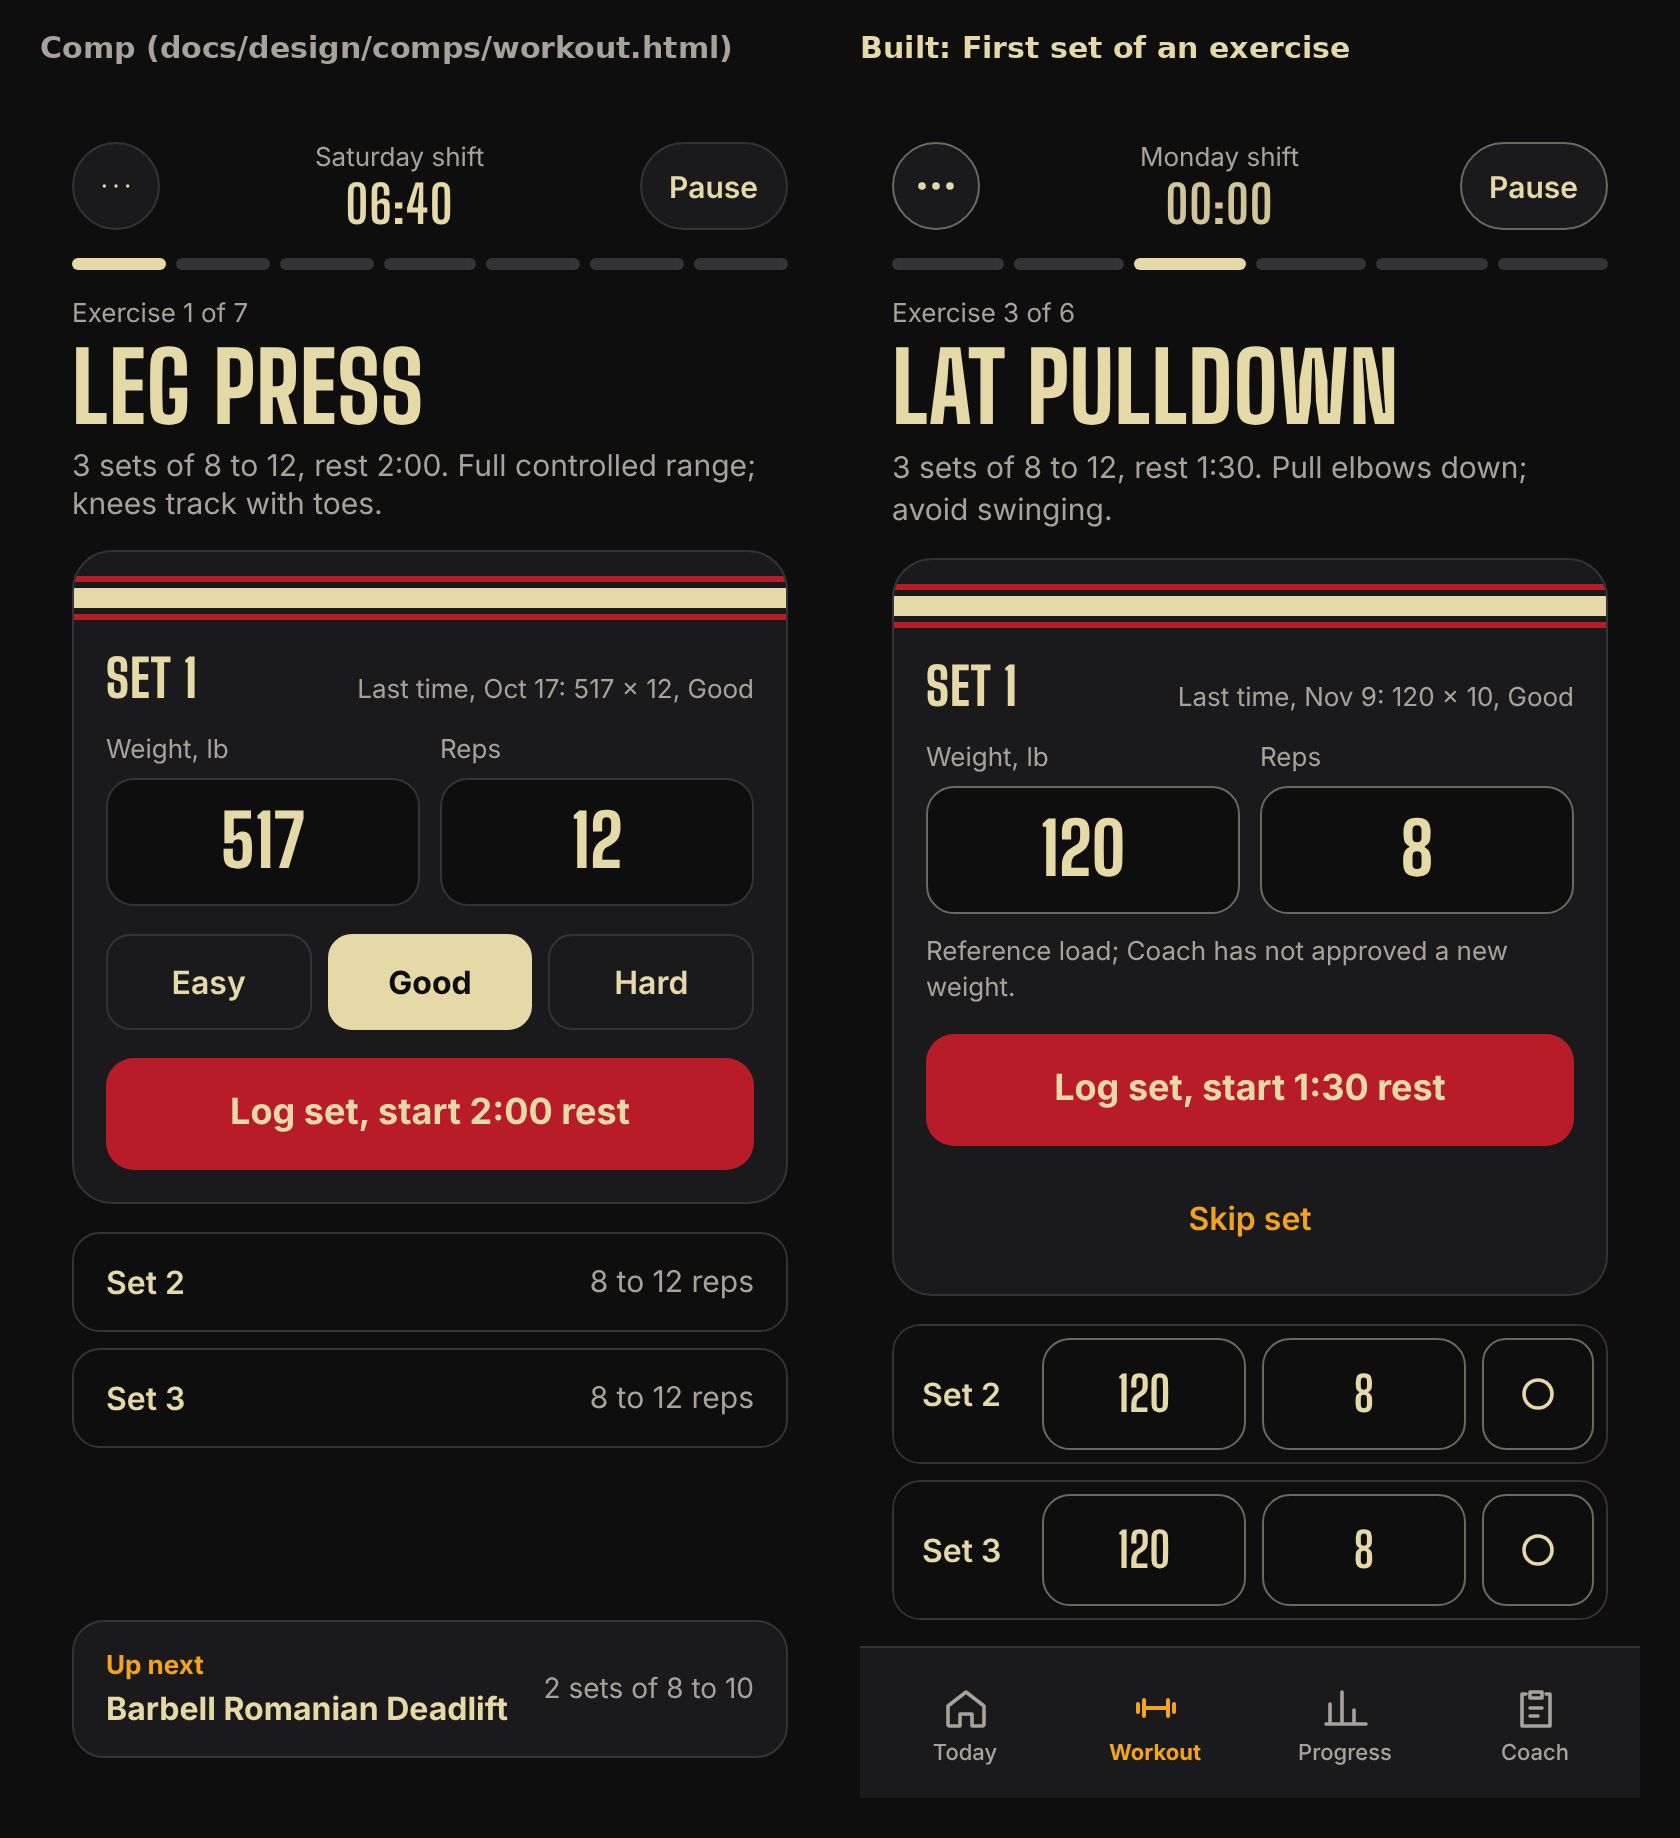 Comp (docs/design/comps/workout.html)
Saturday shift
06:40
Pause
Exercise 1 of 7
LEG PRESS
3 sets of 8 to 12, rest 2:00. Full controlled range;
knees track with toes.
SET 1
Last time, Oct 17: 517 × 12, Good
Weight, lb
Reps
517
12
Easy
Good
Hard
Log set, start 2:00 rest
Set 2
8 to 12 reps
Set 3
8 to 12 reps
Up next
Barbell Romanian Deadlift
2 sets of 8 to 10
Built: First set of an exercise
Monday shift
00:00
Pause
Exercise 3 of 6
LAT PULLDOWN
3 sets of 8 to 12, rest 1:30. Pull elbows down;
avoid swinging.
SET 1
Last time, Nov 9: 120 × 10, Good
Weight, lb
Reps
120
8
Reference load; Coach has not approved a new
weight.
Log set, start 1:30 rest
Skip set
Set 2
120
8
Set 3
120
8
Today
Workout
Progress
Coach